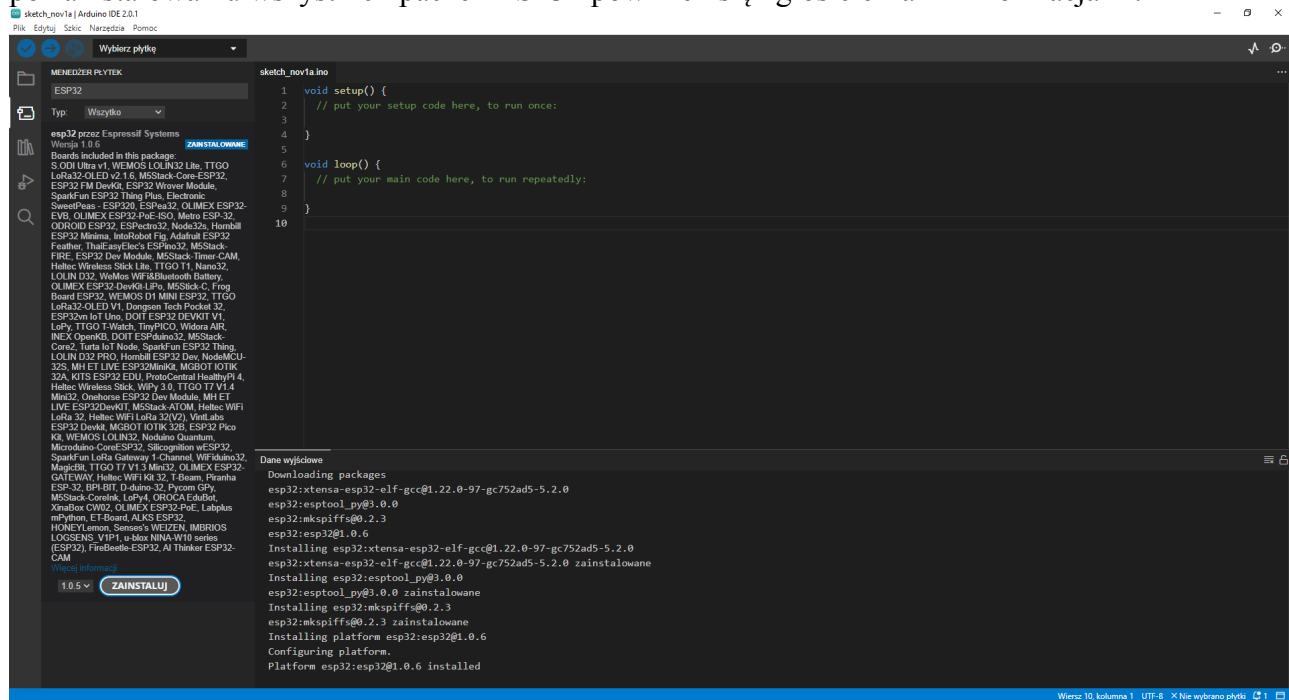 sketch_nov1a | Arduino IDE 2.0.1
Plik Edytuj Szkic Narzędzia Pomoc
Wybierz płytkę
MENEDŻER PŁYTEK
ESP32
Typ: Wszytko
esp32 przez Espressif Systems
Wersja 1.0.6 ZAINSTALOWANE
Boards included in this package:
S.ODI Ultra v1, WEMOS LOLIN32 Lite, TTGO
LoRa32-OLED v2.1.6, M5Stack-Core-ESP32,
ESP32 FM DevKit, ESP32 Wrover Module,
SparkFun ESP32 Thing Plus, Electronic
SweetPeas - ESP320, ESPea32, OLIMEX ESP32-
EVB, OLIMEX ESP32-PoE-ISO, Metro ESP-32,
ODROID ESP32, ESPectro32, Node32s, Hornbill
ESP32 Minima, IntoRobot Fig, Adafruit ESP32
Feather, ThaiEasyElec's ESPino32, M5Stack-
FIRE, ESP32 Dev Module, M5Stack-Timer-CAM,
Heltec Wireless Stick Lite, TTGO T1, Nano32,
LOLIN D32, WeMos WiFi&Bluetooth Battery,
OLIMEX ESP32-DevKit-LiPo, M5Stick-C, Frog
Board ESP32, WEMOS D1 MINI ESP32, TTGO
LoRa32-OLED V1, Dongsen Tech Pocket 32,
ESP32vn IoT Uno, DOIT ESP32 DEVKIT V1,
LoPy, TTGO T-Watch, TinyPICO, Widora AIR,
INEX OpenKB, DOIT ESPduino32, M5Stack-
Core2, Turta IoT Node, SparkFun ESP32 Thing,
LOLIN D32 PRO, Hornbill ESP32 Dev, NodeMCU-
32S, MH ET LIVE ESP32MiniKit, MGBOT IOTIK
32A, KITS ESP32 EDU, ProtoCentral HealthyPi 4,
Heltec Wireless Stick, WiPy 3.0, TTGO T7 V1.4
Mini32, Onehorse ESP32 Dev Module, MH ET
LIVE ESP32DevKIT, M5Stack-ATOM, Heltec WiFi
LoRa 32, Heltec WiFi LoRa 32(V2), VintLabs
ESP32 Devkit, MGBOT IOTIK 32B, ESP32 Pico
Kit, WEMOS LOLIN32, Noduino Quantum,
Microduino-CoreESP32, Silicognition wESP32,
SparkFun LoRa Gateway 1-Channel, WiFiduino32,
MagicBit, TTGO T7 V1.3 Mini32, OLIMEX ESP32-
GATEWAY, Heltec WiFi Kit 32, T-Beam, Piranha
ESP-32, BPI-BIT, D-duino-32, Pycom GPy,
M5Stack-CoreInk, LoPy4, OROCA EduBot,
XinaBox CW02, OLIMEX ESP32-PoE, Labplus
mPython, ET-Board, ALKS ESP32,
HONEYLemon, Senses's WEIZEN, IMBRIOS
LOGSENS_V1P1, u-blox NINA-W10 series
(ESP32), FireBeetle-ESP32, AI Thinker ESP32-
CAM
Więcej informacji
1.0.5 ZAINSTALUJ
sketch_nov1a.ino
1 void setup() {
2 // put your setup code here, to run once:
3
4 }
5
6 void loop() {
7 // put your main code here, to run repeatedly:
8
9 }
10
Dane wyjściowe
Downloading packages
esp32:xtensa-esp32-elf-gcc@1.22.0-97-gc752ad5-5.2.0
esp32:esptool_py@3.0.0
esp32:mkspiffs@0.2.3
esp32:esp32@1.0.6
Installing esp32:xtensa-esp32-elf-gcc@1.22.0-97-gc752ad5-5.2.0
esp32:xtensa-esp32-elf-gcc@1.22.0-97-gc752ad5-5.2.0 zainstalowane
Installing esp32:esptool_py@3.0.0
esp32:esptool_py@3.0.0 zainstalowane
Installing esp32:mkspiffs@0.2.3
esp32:mkspiffs@0.2.3 zainstalowane
Installing platform esp32:esp32@1.0.6
Configuring platform.
Platform esp32:esp32@1.0.6 installed
Wiersz 10, kolumna 1 UTF-8 Nie wybrano płytki 1